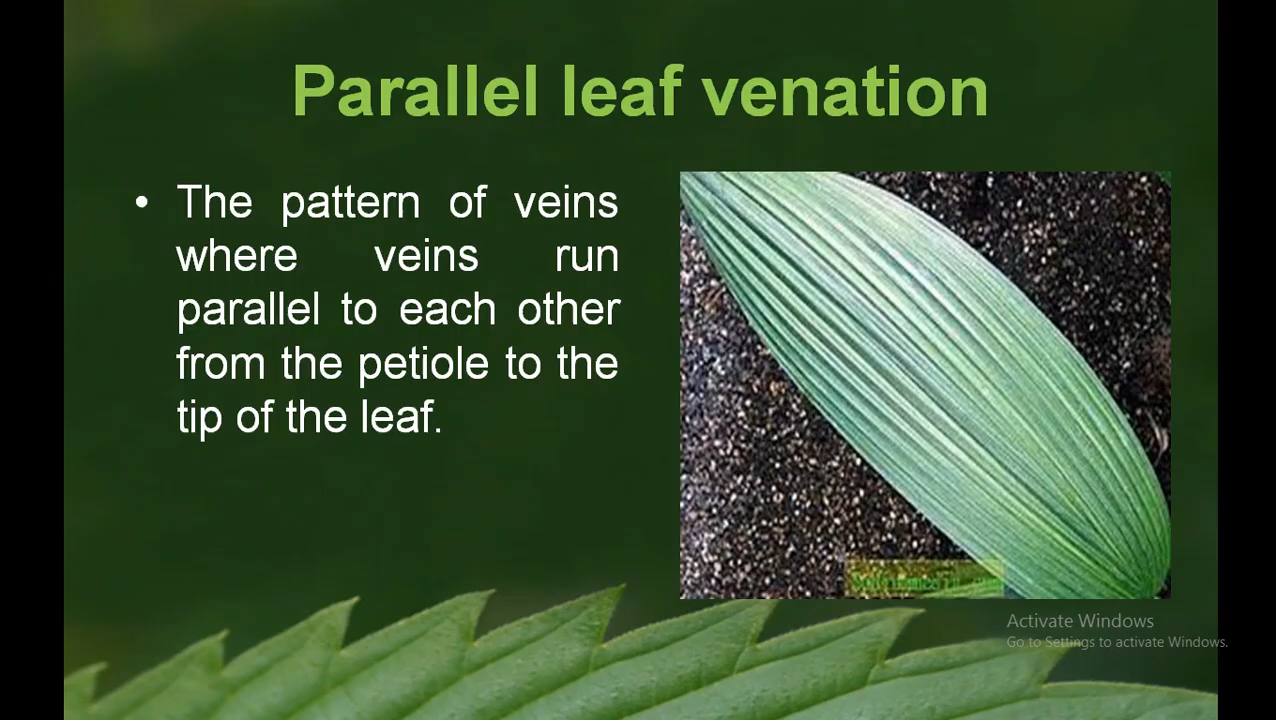 Parallel leaf venation
• The pattern of veins
where veins run
parallel to each other
from the petiole to the
tip of the leaf.
Activate Windows
Go to Settings to activate Windows.